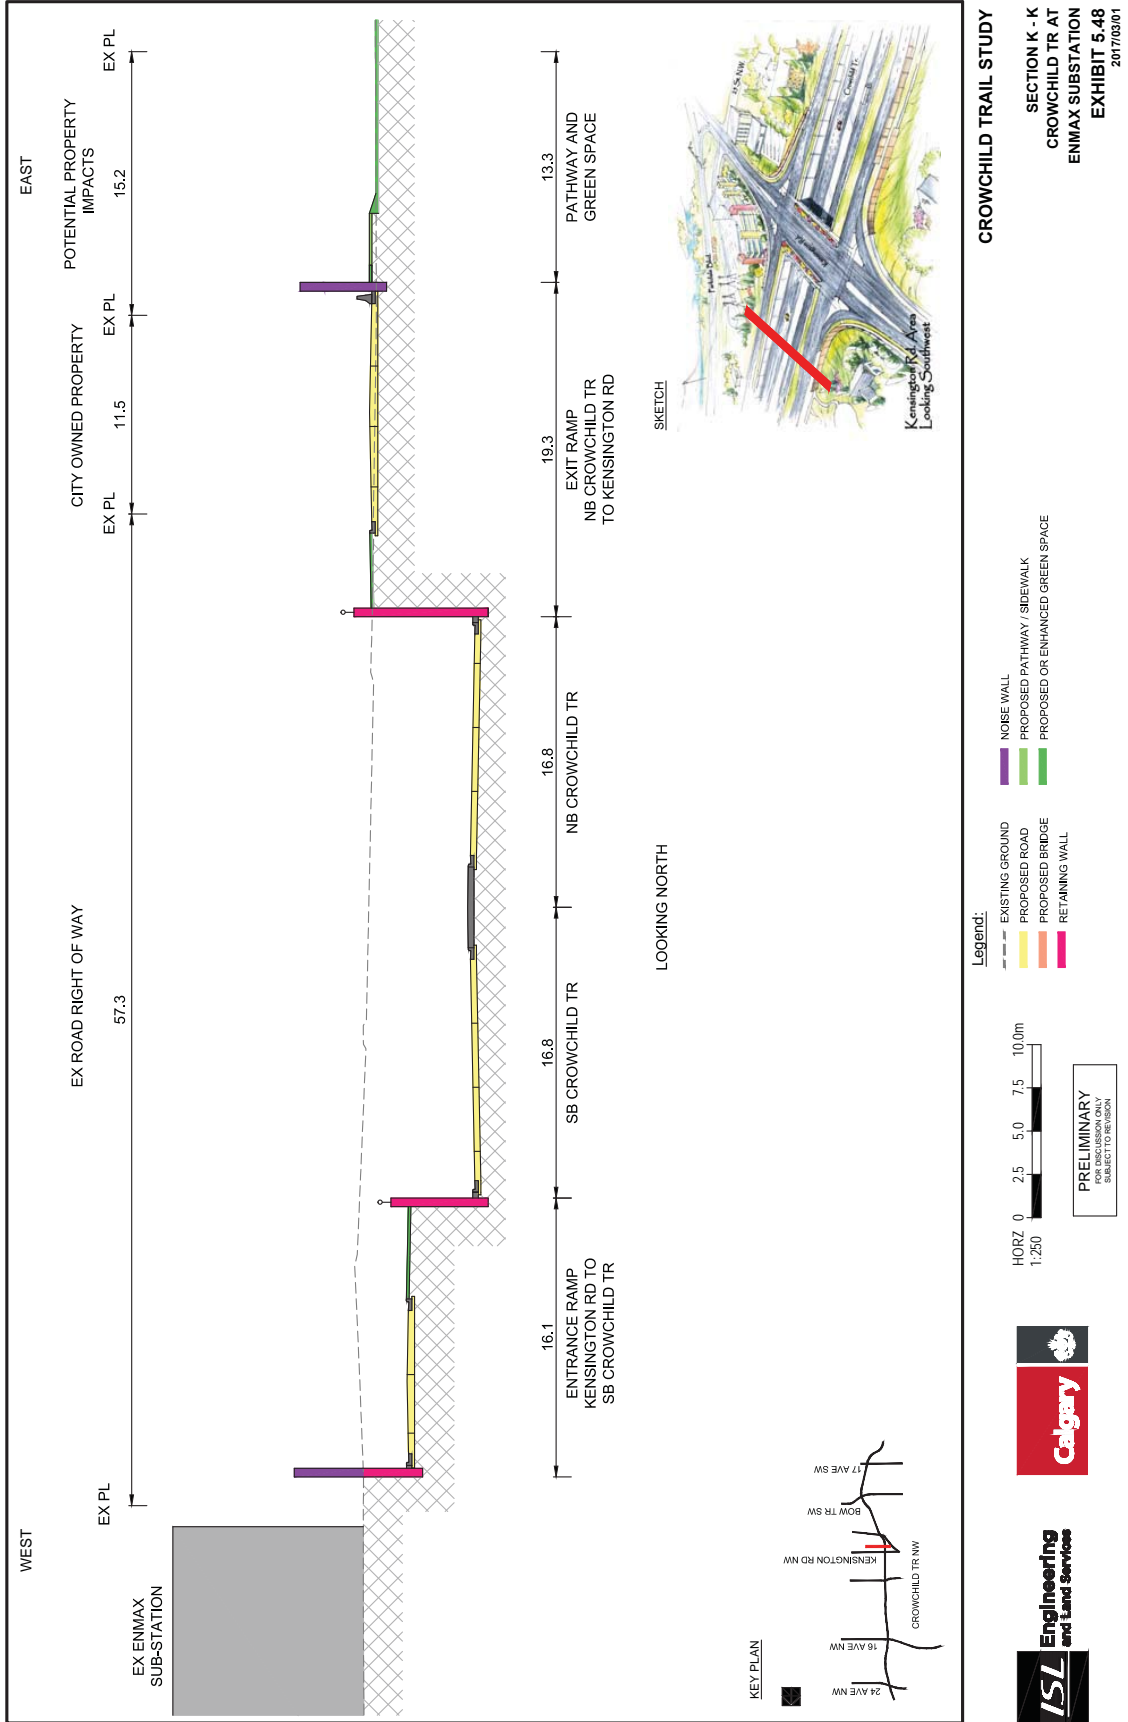 WEST
EAST
EX ENMAX
SUB-STATION
EX PL
EX ROAD RIGHT OF WAY
57.3
EX PL
CITY OWNED PROPERTY
11.5
EX PL
POTENTIAL PROPERTY
IMPACTS
15.2
EX PL
16.1
ENTRANCE RAMP
KENSINGTON RD TO
SB CROWCHILD TR
16.8
SB CROWCHILD TR
16.8
NB CROWCHILD TR
19.3
EXIT RAMP
NB CROWCHILD TR
TO KENSINGTON RD
13.3
PATHWAY AND
GREEN SPACE
LOOKING NORTH
KEY PLAN
24 AVE NW
16 AVE NW
CROWCHILD TR NW
KENSINGTON RD NW
BOW TR SW
17 AVE SW
SKETCH
Crowchild Tr.
Kensington Rd. Area
Looking Southwest
ISL Engineering
and Land Services
Calgary
HORZ
1:250
0 2.5 5.0 7.5 10.0m
PRELIMINARY
FOR DISCUSSION ONLY
SUBJECT TO REVISION
Legend:
EXISTING GROUND
PROPOSED ROAD
PROPOSED BRIDGE
RETAINING WALL
NOISE WALL
PROPOSED PATHWAY / SIDEWALK
PROPOSED OR ENHANCED GREEN SPACE
CROWCHILD TRAIL STUDY
SECTION K - K
CROWCHILD TR AT
ENMAX SUBSTATION
EXHIBIT 5.48
2017/03/01